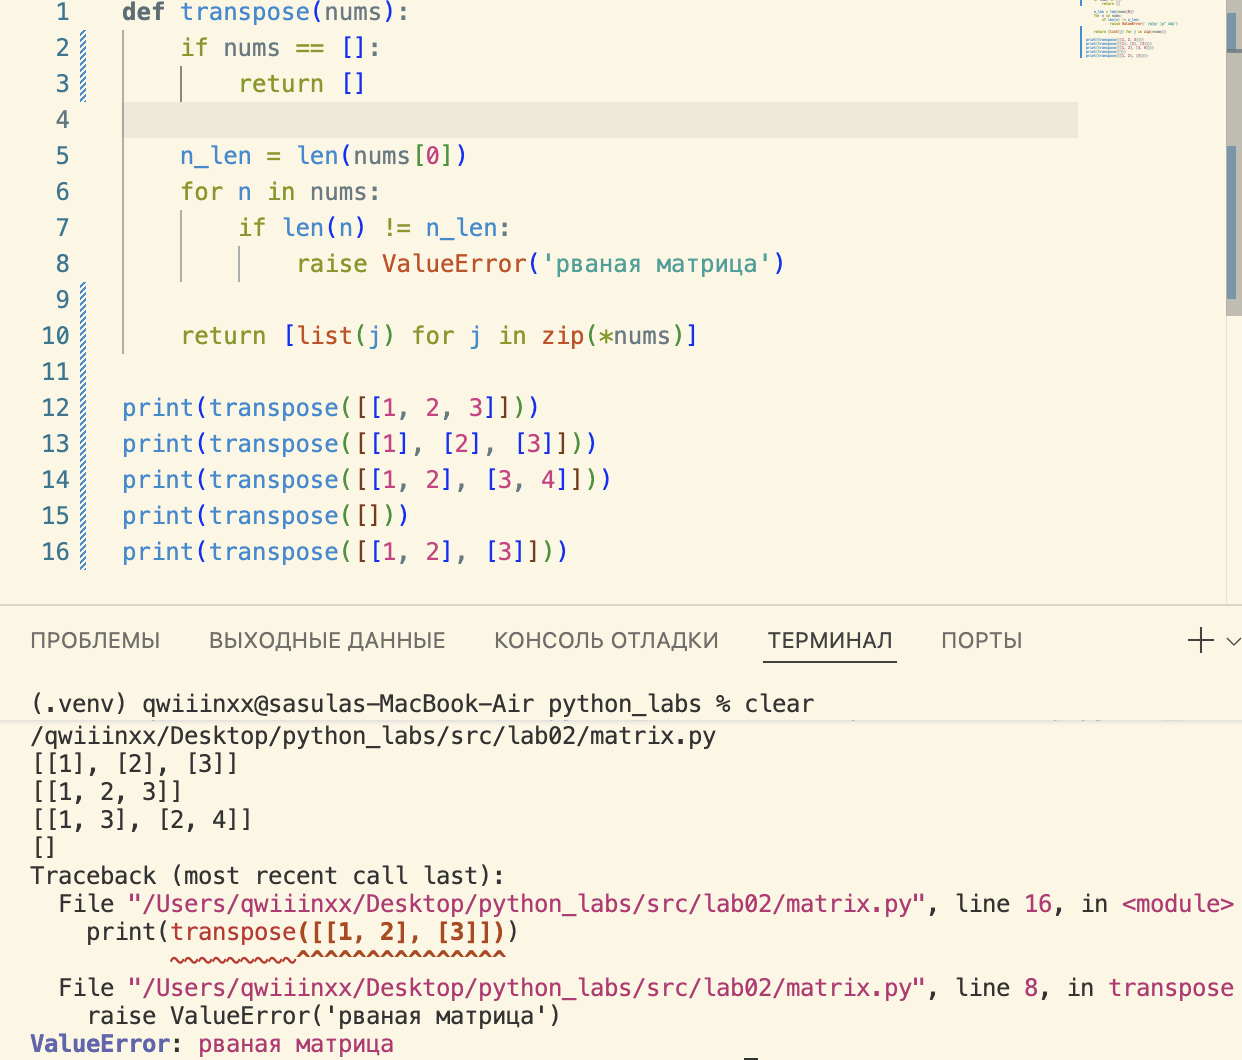 1 def transpose(nums):
2 if nums == []:
3 return []
4
5 n_len = len(nums[0])
6 for n in nums:
7 if len(n) != n_len:
8 raise ValueError('рваная матрица')
9
10 return [list(j) for j in zip(*nums)]
11
12 print(transpose([[1, 2, 3]]))
13 print(transpose([[1], [2], [3]]))
14 print(transpose([[1, 2], [3, 4]]))
15 print(transpose([]))
16 print(transpose([[1, 2], [3]]))
ПРОБЛЕМЫ ВЫХОДНЫЕ ДАННЫЕ КОНСОЛЬ ОТЛАДКИ ТЕРМИНАЛ ПОРТЫ
(.venv) qwiiinxx@sasulas-MacBook-Air python_labs % clear
/qwiiinxx/Desktop/python_labs/src/lab02/matrix.py
[[1], [2], [3]]
[[1, 2, 3]]
[[1, 3], [2, 4]]
[]
Traceback (most recent call last):
File "/Users/qwiiinxx/Desktop/python_labs/src/lab02/matrix.py", line 16, in <module>
print(transpose([[1, 2], [3]]))
~~~~~~~~~^^^^^^^^^^^^^^^
File "/Users/qwiiinxx/Desktop/python_labs/src/lab02/matrix.py", line 8, in transpose
raise ValueError('рваная матрица')
ValueError: рваная матрица